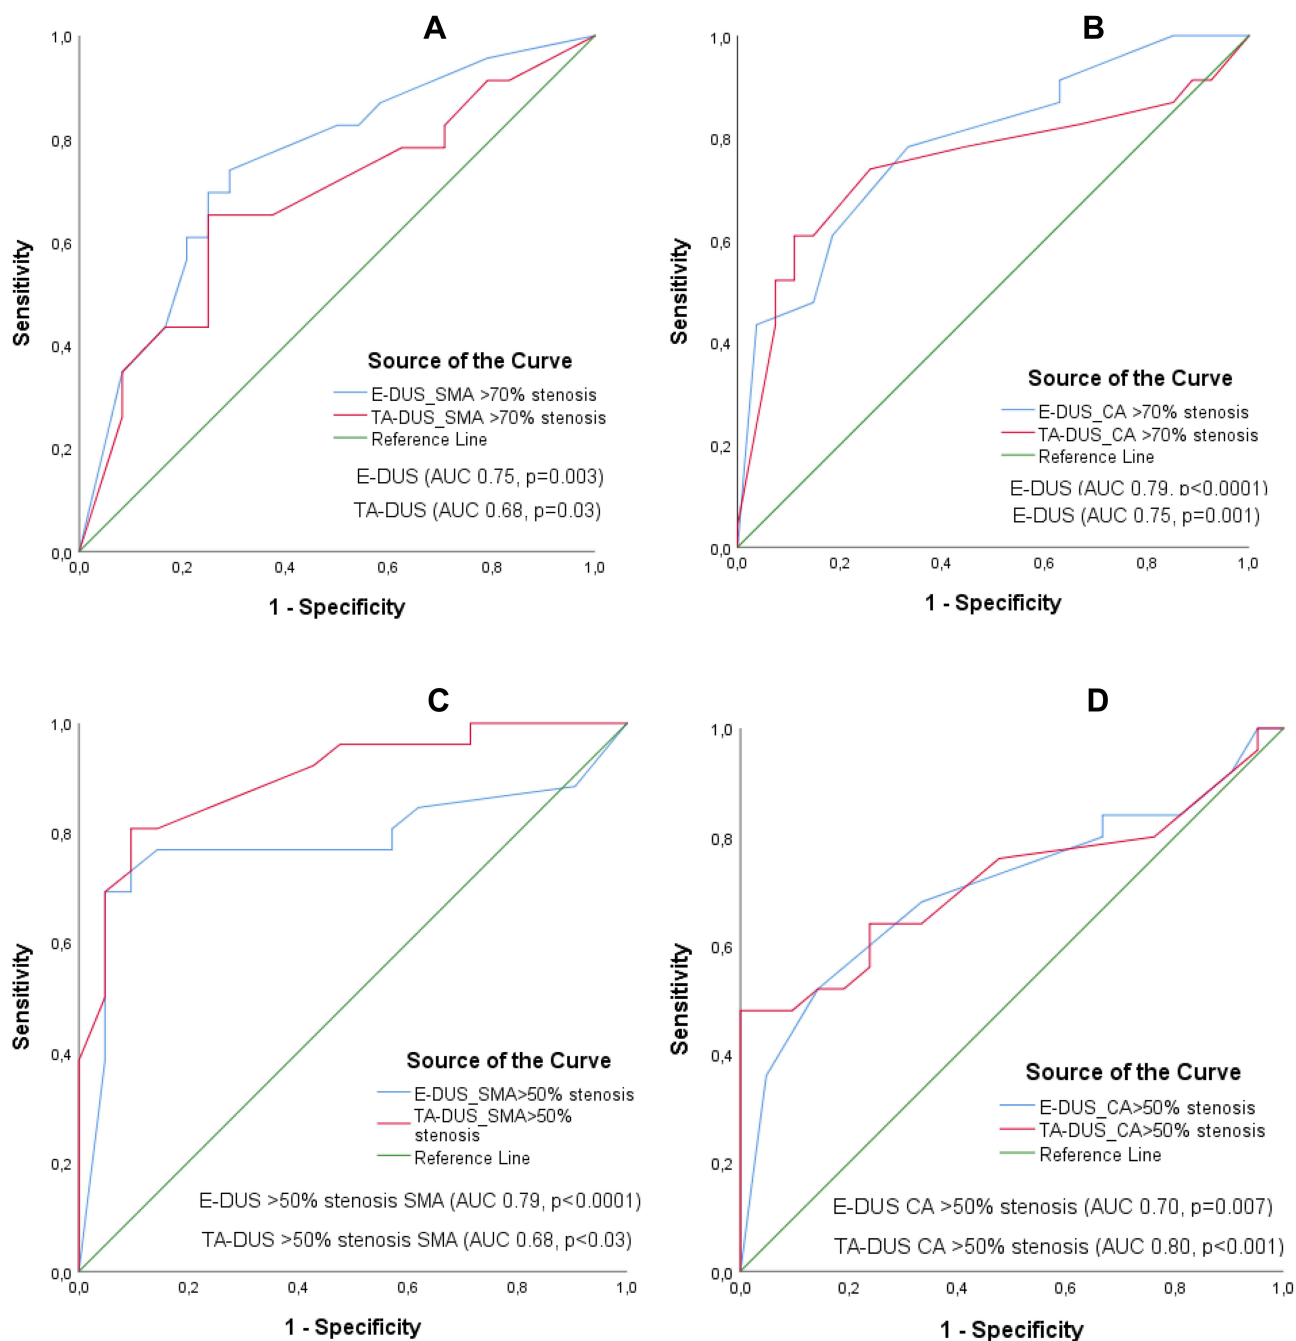 A
1,0
0,8
0,6
0,4
0,2
0,0
Sensitivity
Source of the Curve
E-DUS_SMA >70% stenosis
TA-DUS_SMA >70% stenosis
Reference Line
E-DUS (AUC 0.75, p=0.003)
TA-DUS (AUC 0.68, p=0.03)
0,0 0,2 0,4 0,6 0,8 1,0
1 - Specificity
B
1,0
0,8
0,6
0,4
0,2
0,0
Sensitivity
Source of the Curve
E-DUS_CA >70% stenosis
TA-DUS_CA >70% stenosis
Reference Line
E-DUS (AUC 0.79, p<0.0001)
E-DUS (AUC 0.75, p=0.001)
0,0 0,2 0,4 0,6 0,8 1,0
1 - Specificity
C
1,0
0,8
0,6
0,4
0,2
0,0
Sensitivity
Source of the Curve
E-DUS_SMA>50% stenosis
TA-DUS_SMA>50%
stenosis
Reference Line
E-DUS >50% stenosis SMA (AUC 0.79, p<0.0001)
TA-DUS >50% stenosis SMA (AUC 0.68, p<0.03)
0,0 0,2 0,4 0,6 0,8 1,0
1 - Specificity
D
1,0
0,8
0,6
0,4
0,2
0,0
Sensitivity
Source of the Curve
E-DUS_CA>50% stenosis
TA-DUS_CA>50% stenosis
Reference Line
E-DUS CA >50% stenosis (AUC 0.70, p=0.007)
TA-DUS CA >50% stenosis (AUC 0.80, p<0.001)
0,0 0,2 0,4 0,6 0,8 1,0
1 - Specificity